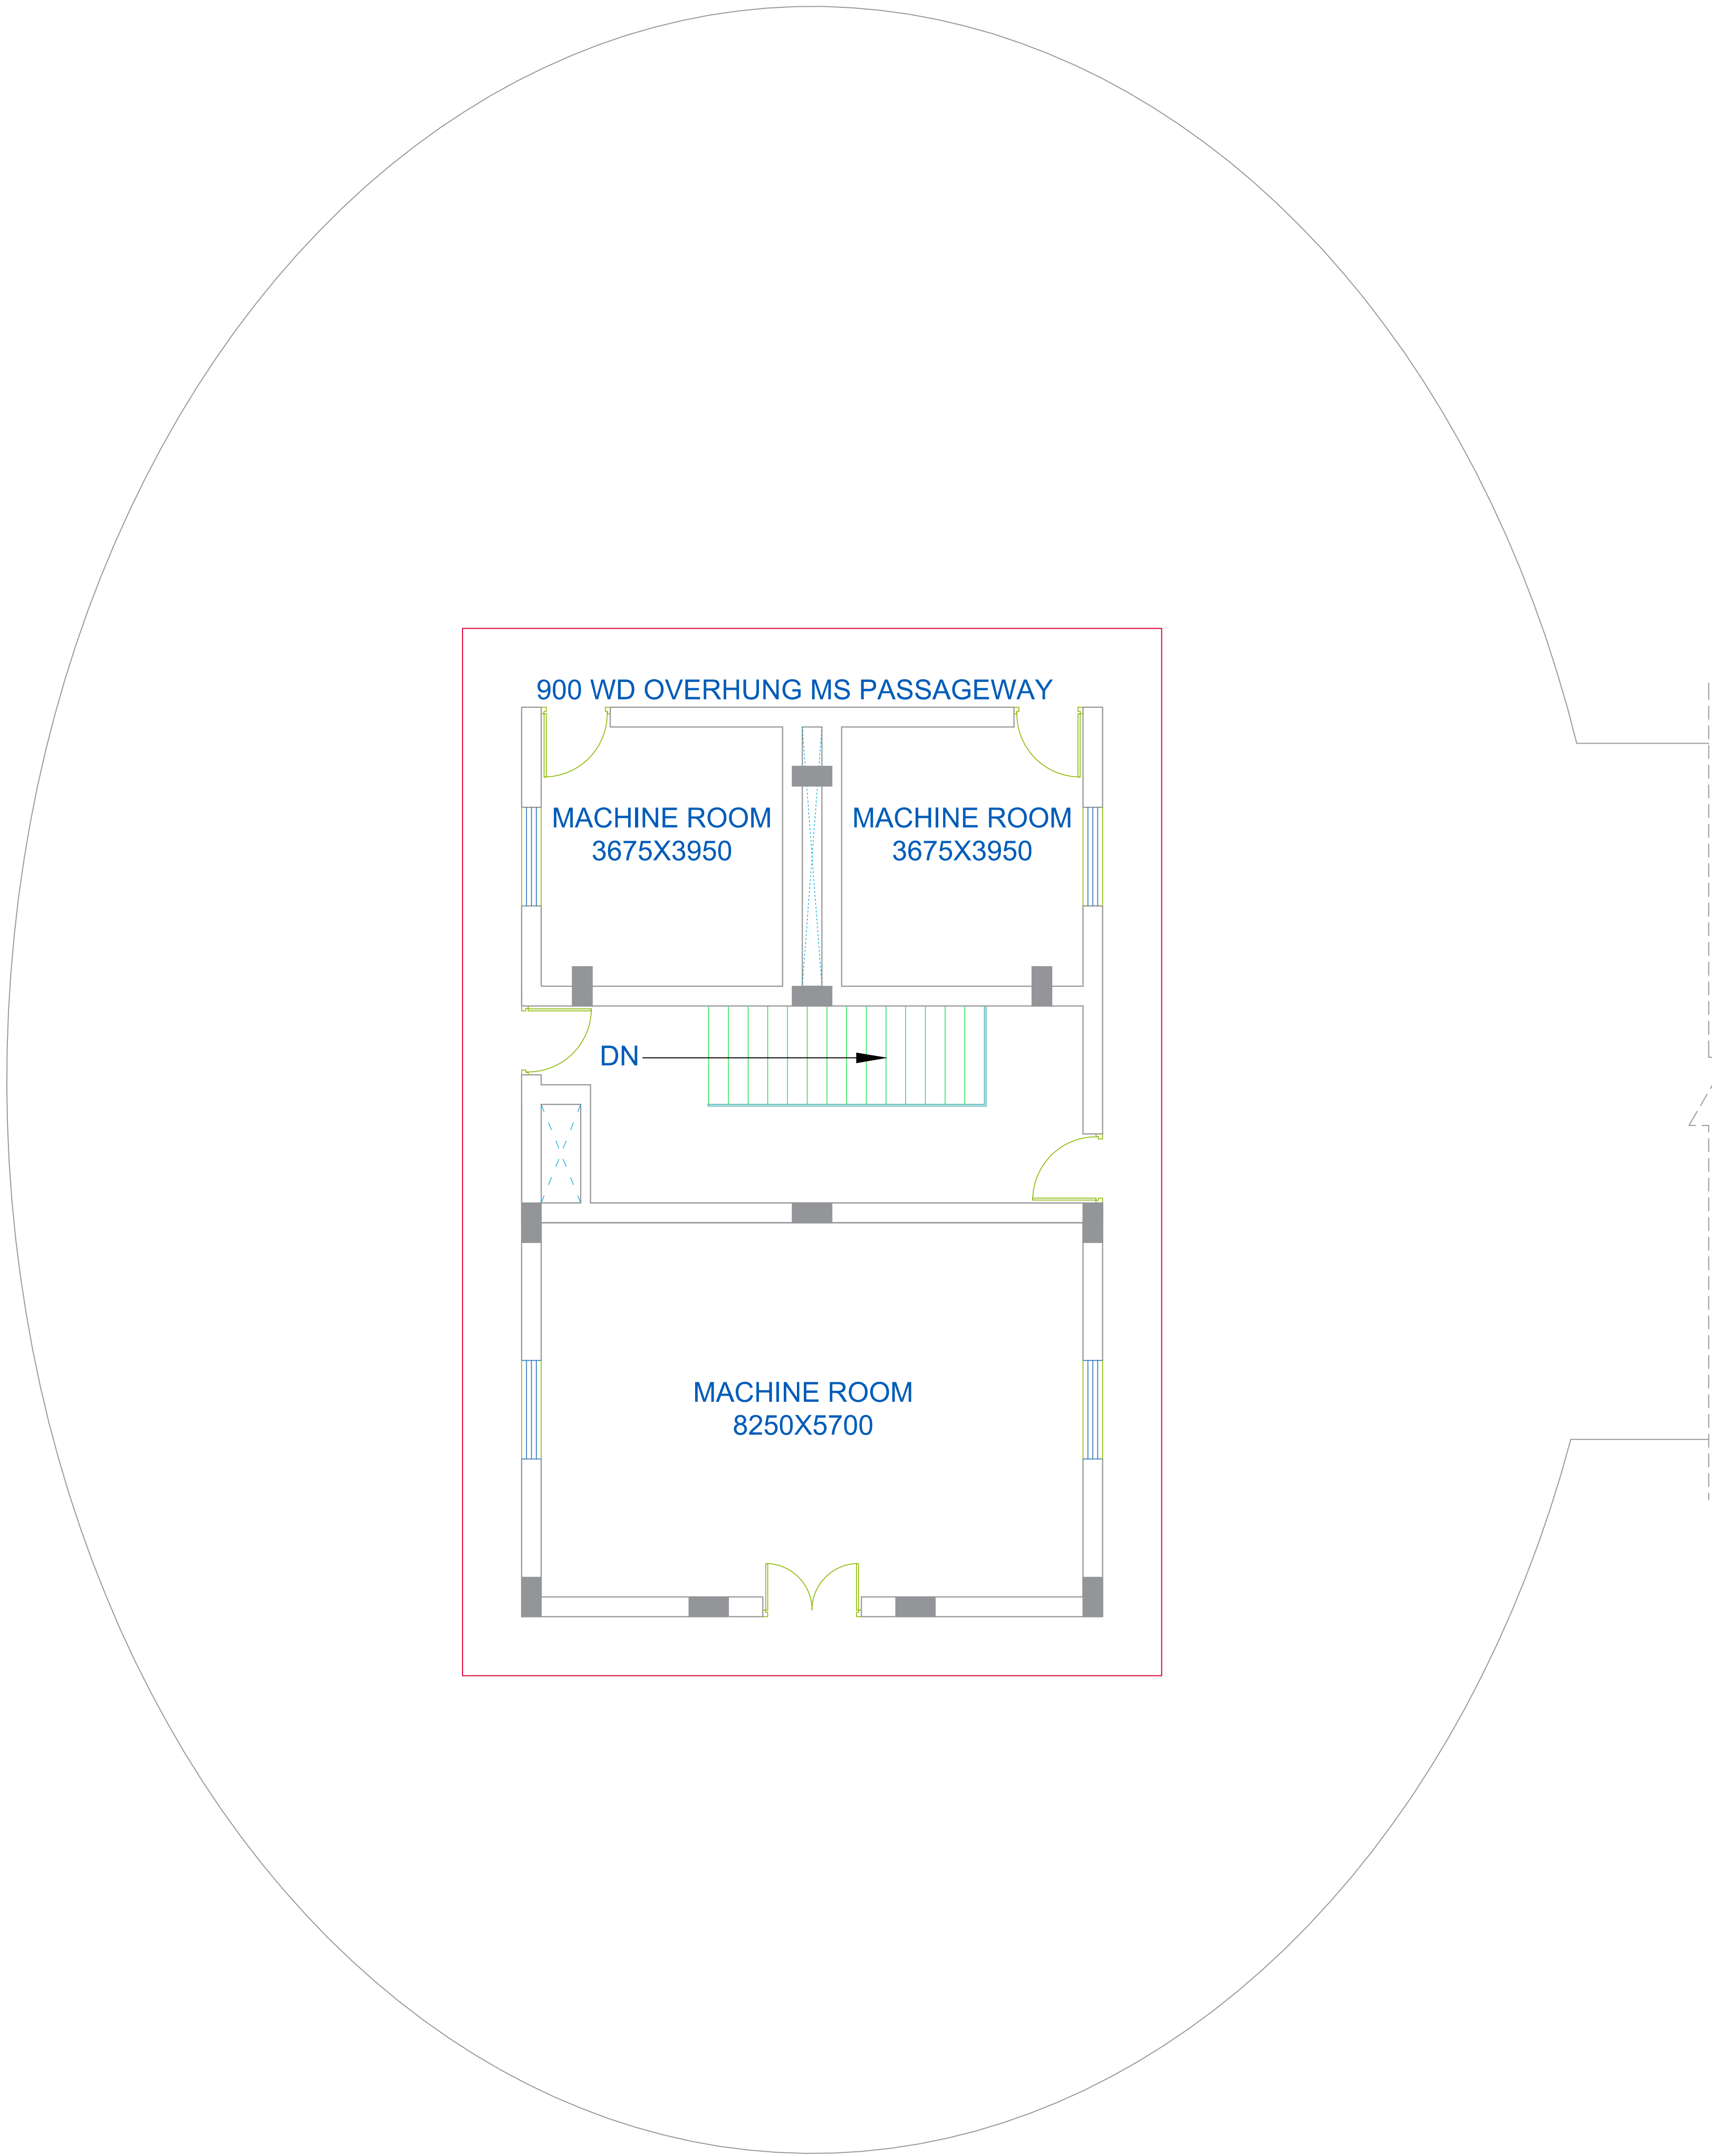 900 WD OVERHUNG MS PASSAGEWAY
MACHINE ROOM
3675X3950
MACHINE ROOM
3675X3950
DN
MACHINE ROOM
8250X5700